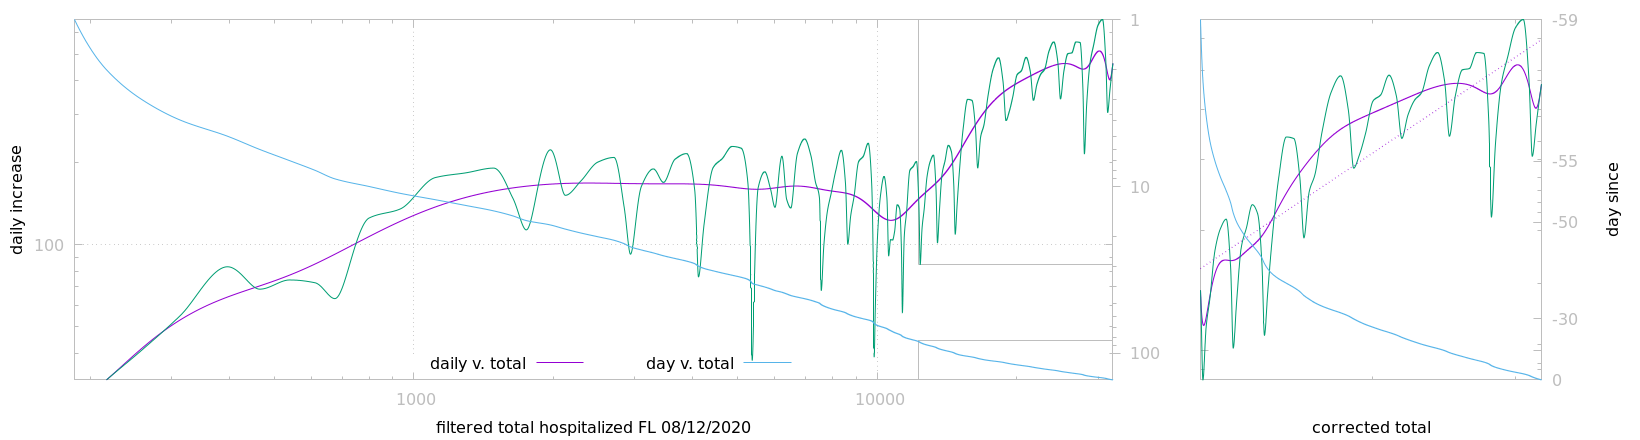 daily increase
100
1000
10000
1
10
100
daily v. total
day v. total
filtered total hospitalized FL 08/12/2020
-59
-55
-50
-30
0
day since
corrected total